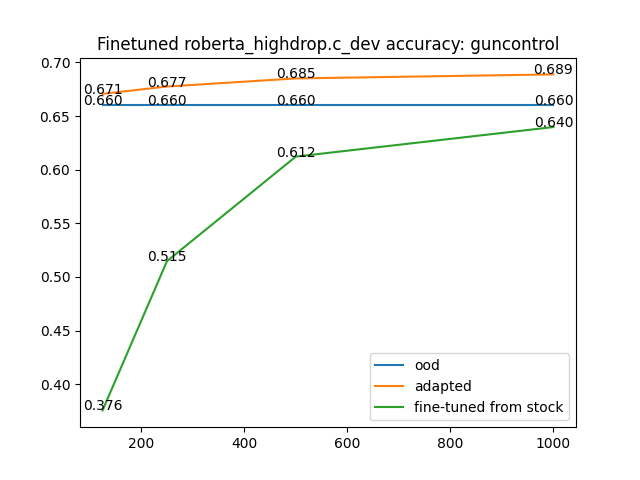 Finetuned roberta_highdrop.c_dev accuracy: guncontrol
0.70
0.65
0.60
0.55
0.50
0.45
0.40
0.671 0.677 0.685 0.689
0.660 0.660 0.660 0.660
0.376 0.515 0.612 0.640
ood
adapted
fine-tuned from stock
200 400 600 800 1000